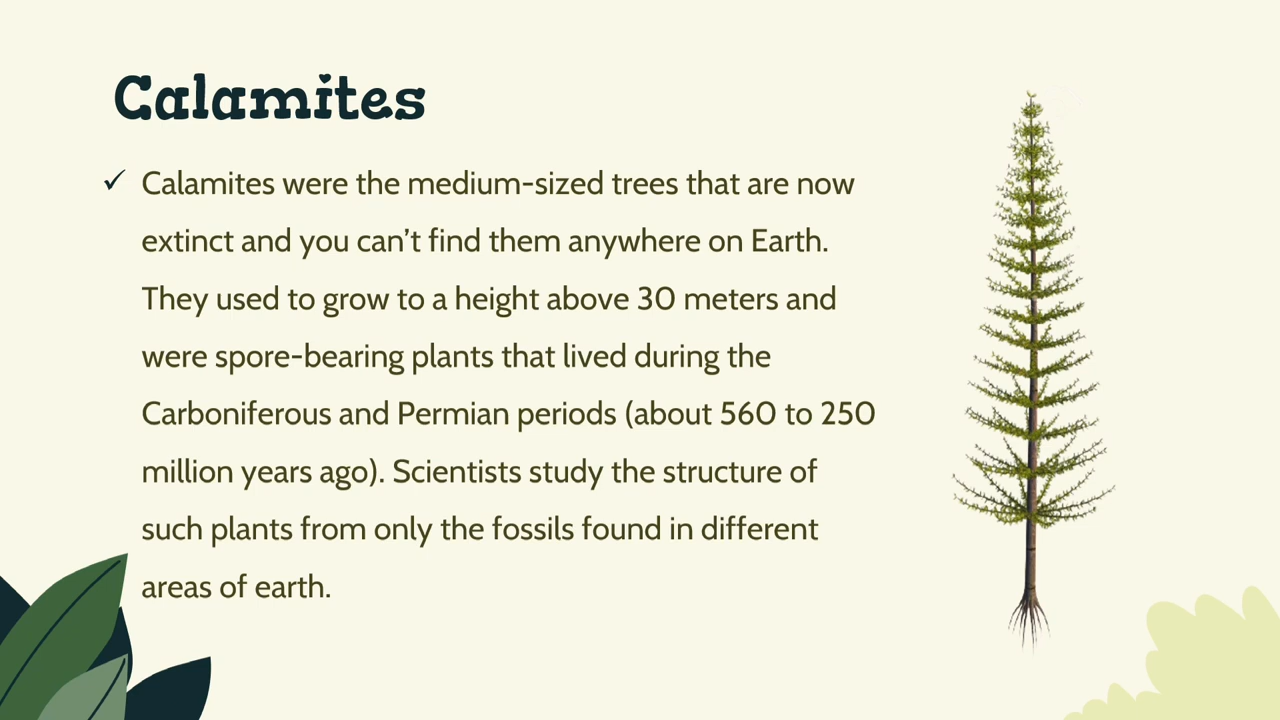 Calamites
✓ Calamites were the medium-sized trees that are now
extinct and you can’t find them anywhere on Earth.
They used to grow to a height above 30 meters and
were spore-bearing plants that lived during the
Carboniferous and Permian periods (about 560 to 250
million years ago). Scientists study the structure of
such plants from only the fossils found in different
areas of earth.